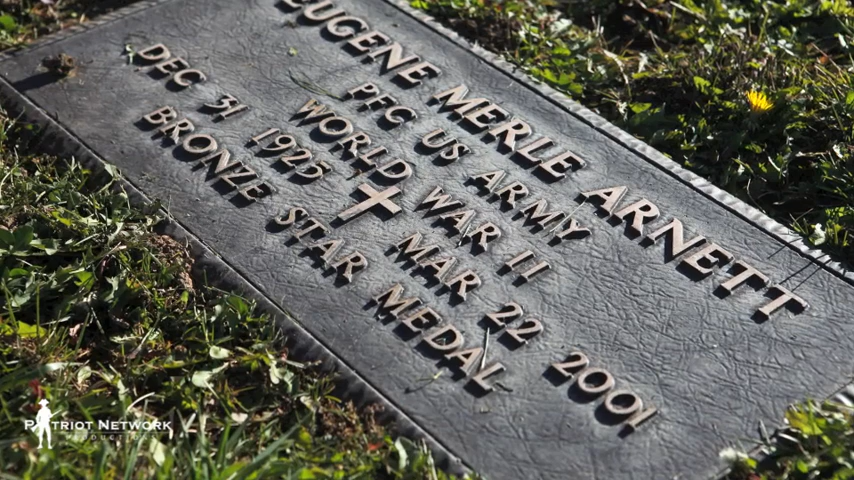 EUGENE MERLE ARNETT
PFC US ARMY
WORLD WAR II
DEC 31 1925 MAR 22 2001
BRONZE STAR MEDAL
PATRIOT NETWORK
PRODUCTIONS